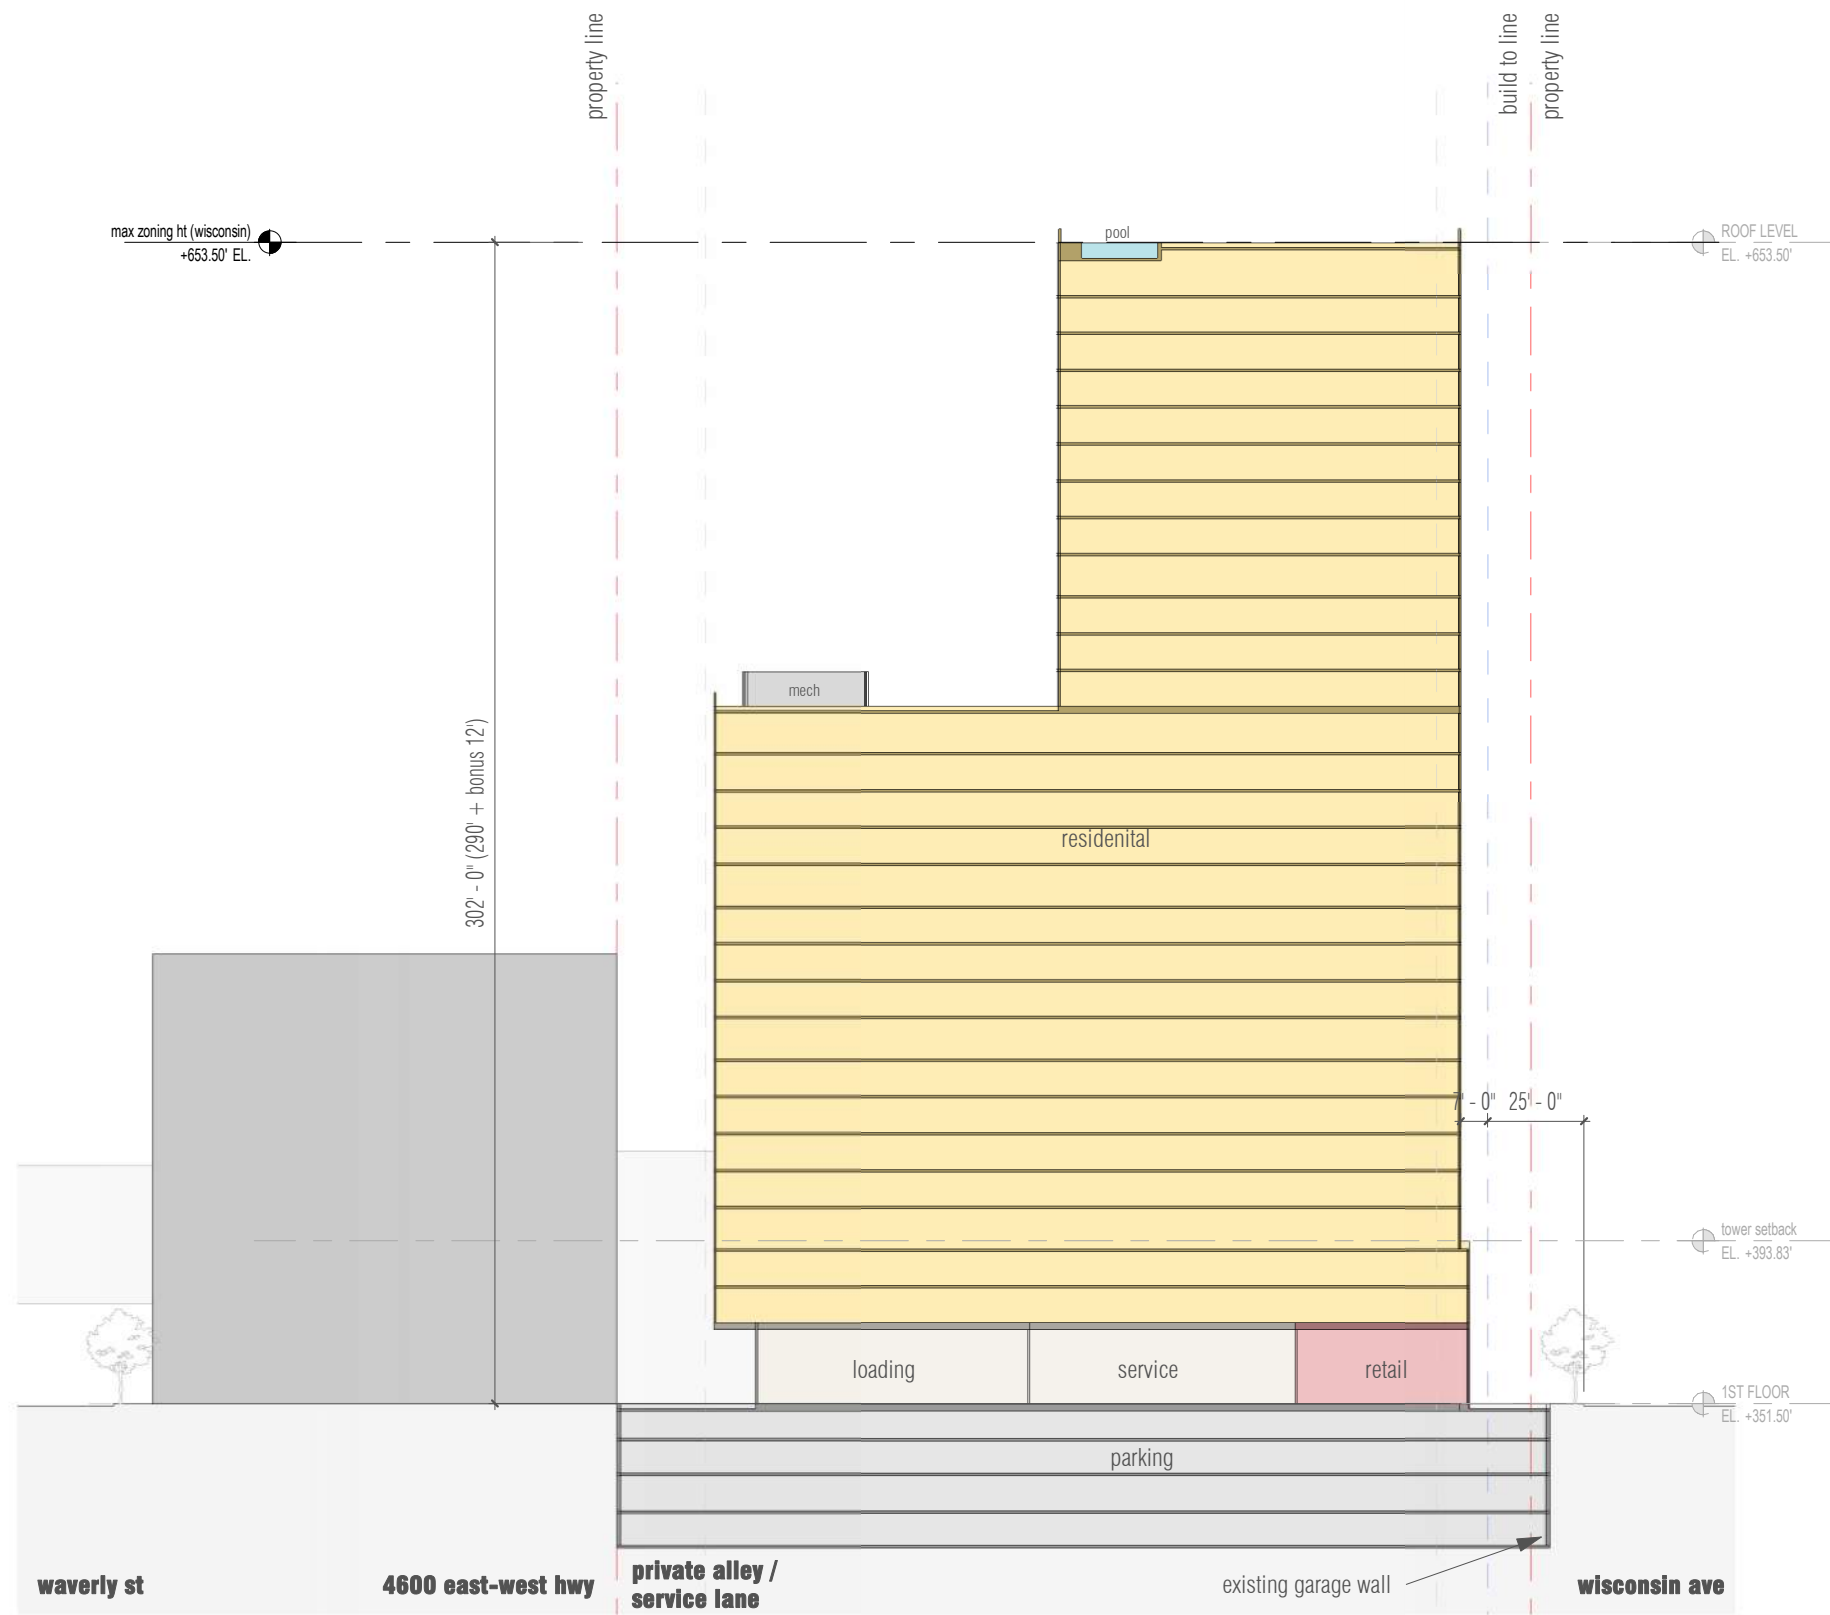 property line
build to line
property line
max zoning ht (wisconsin)
+653.50' EL.
pool
ROOF LEVEL
EL. +653.50'
mech
302' - 0" (290' + bonus 12')
residenital
7' - 0"
25' - 0"
tower setback
EL. +393.83'
loading
service
retail
1ST FLOOR
EL. +351.50'
parking
waverly st
4600 east-west hwy
private alley /
service lane
existing garage wall
wisconsin ave